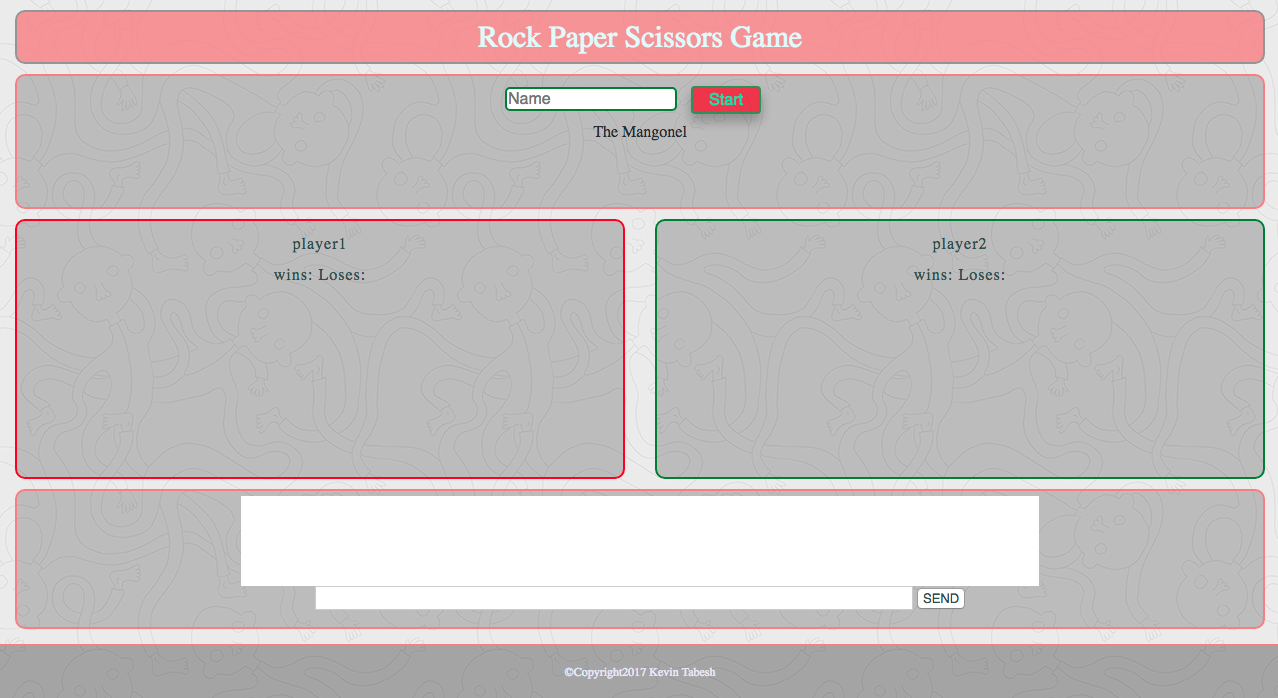 Rock Paper Scissors Game
Name Start
The Mangonel
player1
wins: Loses:
player2
wins: Loses:
SEND
©Copyright2017 Kevin Tabesh